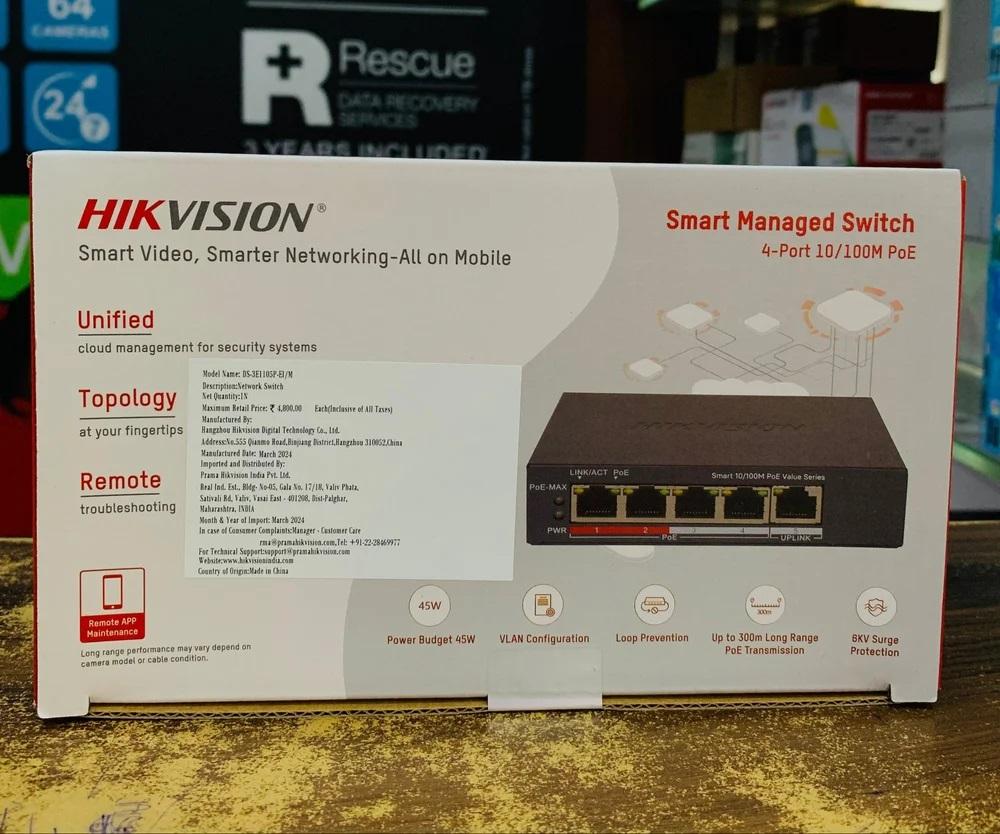 64
CAMERAS
24
7
R
Rescue
DATA RECOVERY
SERVICES
3 YEARS INCLUDED
HIKVISION
V
HIKVISION®
Smart Video, Smarter Networking-All on Mobile
Smart Managed Switch
4-Port 10/100M PoE
Unified
cloud management for security systems
Topology
at your fingertips
Remote
troubleshooting
Model Name: DS-3E1105P-EI/M
Description:Network Switch
Net Quantity:1N
Maximum Retail Price: ₹ 4,800.00 Each(Inclusive of All Taxes)
Manufactured By:
Hangzhou Hikvision Digital Technology Co., Ltd.
Address:No.555 Qianmo Road,Binjiang District,Hangzhou 310052,China
Manufactured Date: March 2024
Imported and Distributed By:
Prama Hikvision India Pvt. Ltd.
Real Ind. Est., Bldg- No-05, Gala No. 17/18, Valiv Phata,
Sativali Rd, Valiv, Vasai East - 401208, Dist-Palghar,
Maharashtra, INDIA
Month & Year of Import: March 2024
In case of Consumer Complaints:Manager - Customer Care
rma@pramahikvision.com,Tel: +91-22-28469977
For Technical Support:support@pramahikvision.com
Website:www.hikvisionindia.com
Country of Origin:Made in China
HIKVISION
LINK/ACT PoE
Smart 10/100M PoE Value Series
PoE-MAX
PWR
1 2 3 4 5
PoE
UPLINK
Remote APP
Maintenance
Long range performance may vary depend on
camera model or cable condition.
45W
Power Budget 45W
VLAN Configuration
Loop Prevention
300m
Up to 300m Long Range
PoE Transmission
6KV Surge
Protection